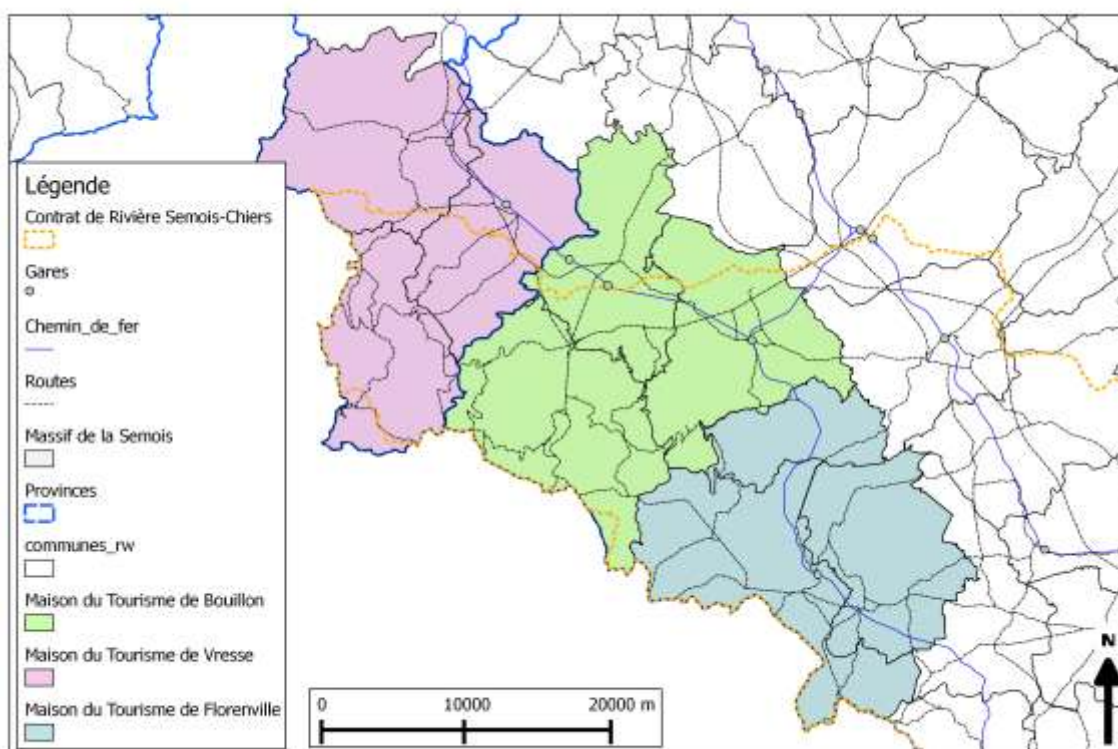 Légende
Contrat de Rivière Semois-Chiers
Gares
Chemin_de_fer
Routes
Massif de la Semois
Provinces
communes_rw
Maison du Tourisme de Bouillon
Maison du Tourisme de Vresse
Maison du Tourisme de Florenville
0 10000 20000 m
N